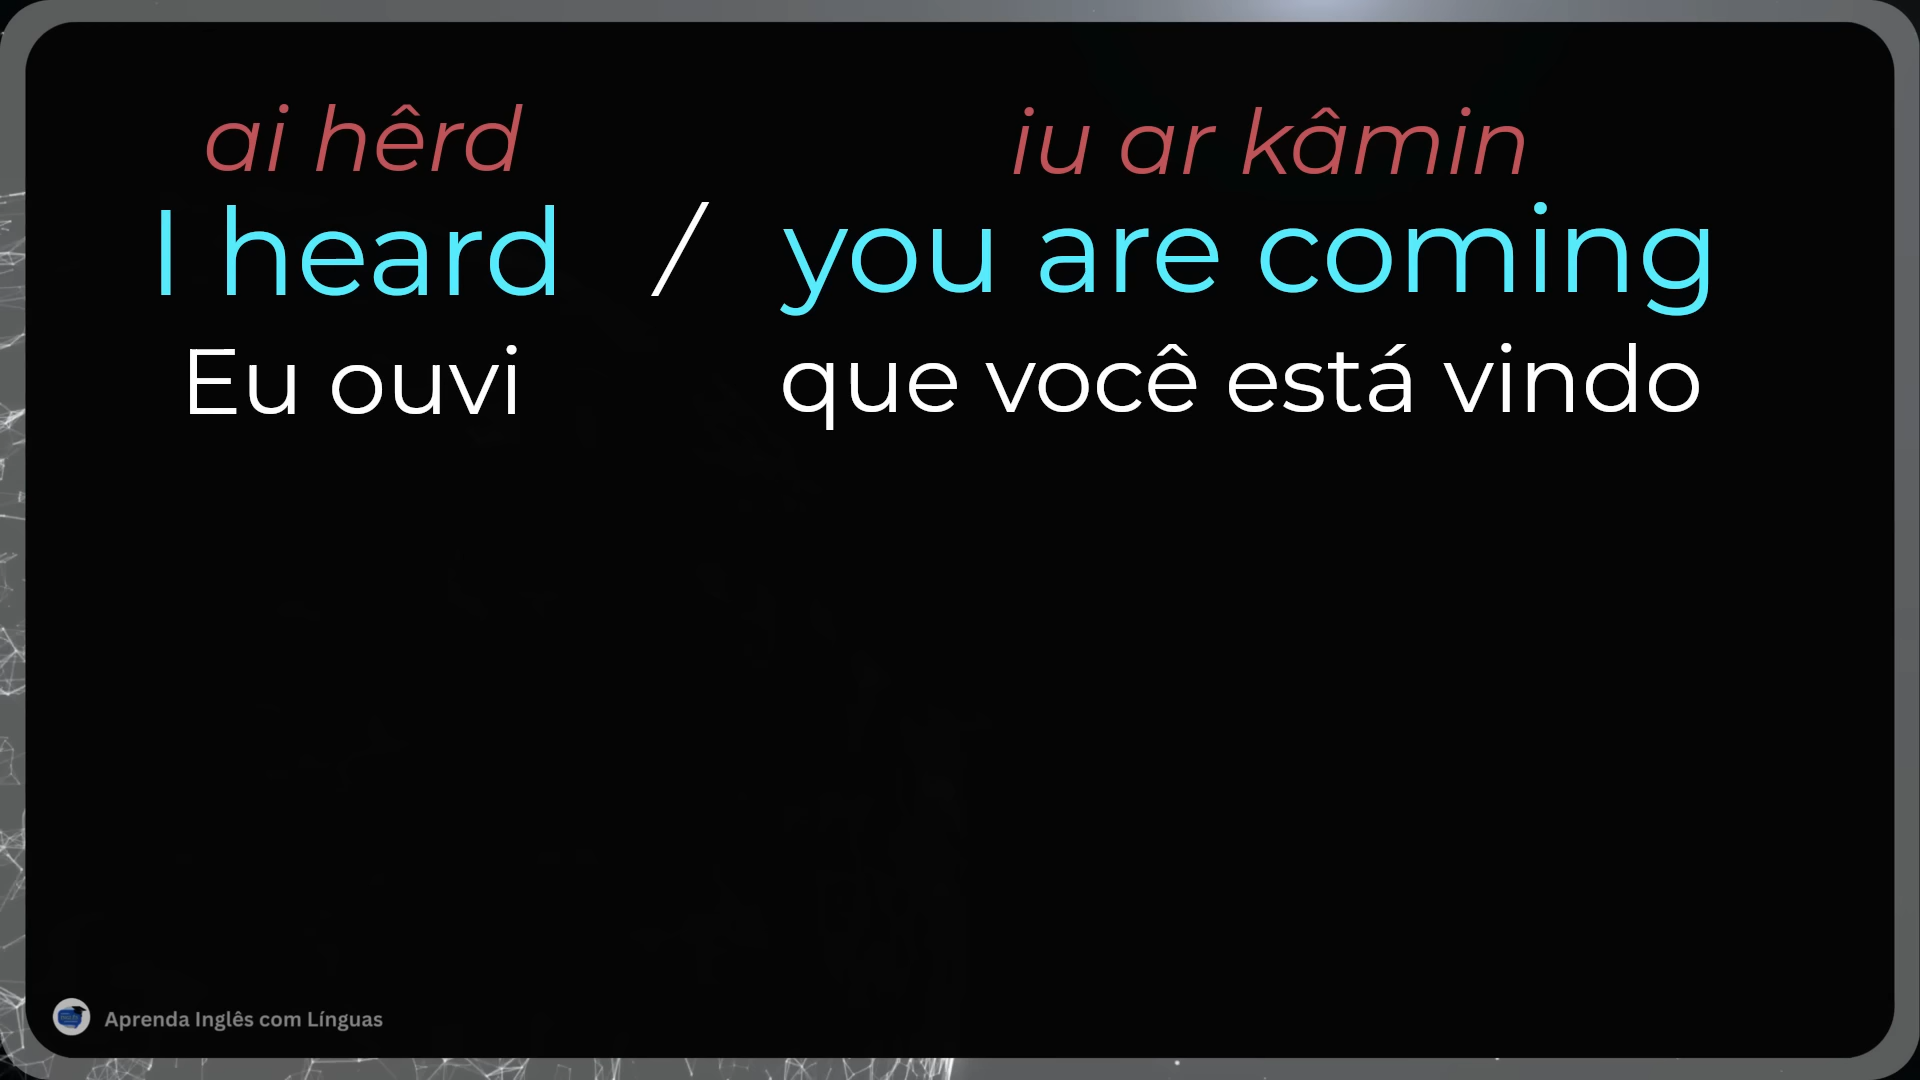 ai hêrd iu ar kâmin
I heard / you are coming
Eu ouvi que você está vindo
Aprenda Inglês com Línguas